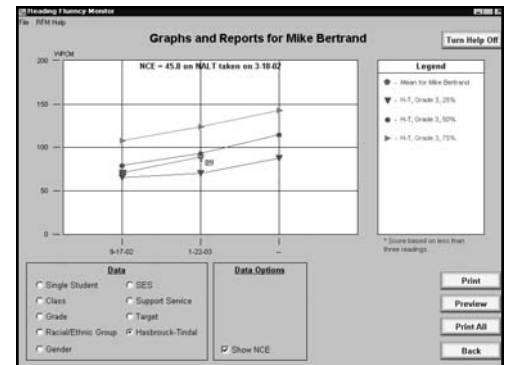 Reading Fluency Monitor
File RFM Help
Graphs and Reports for Mike Bertrand
Turn Help Off
WPCM
NCE = 45.8 on NALT taken on 3-18-02
200
150
100
50
0
89
9-17-02
1-22-03
--
Legend
- Mean for Mike Bertrand
- H-T, Grade 3, 25%
- H-T, Grade 3, 50%
- H-T, Grade 3, 75%
* Score based on less than
three readings.
Data
Single Student
SES
Class
Support Service
Grade
Target
Racial/Ethnic Group
Hasbrouck-Tindal
Gender
Data Options
Show NCE
Print
Preview
Print All
Back